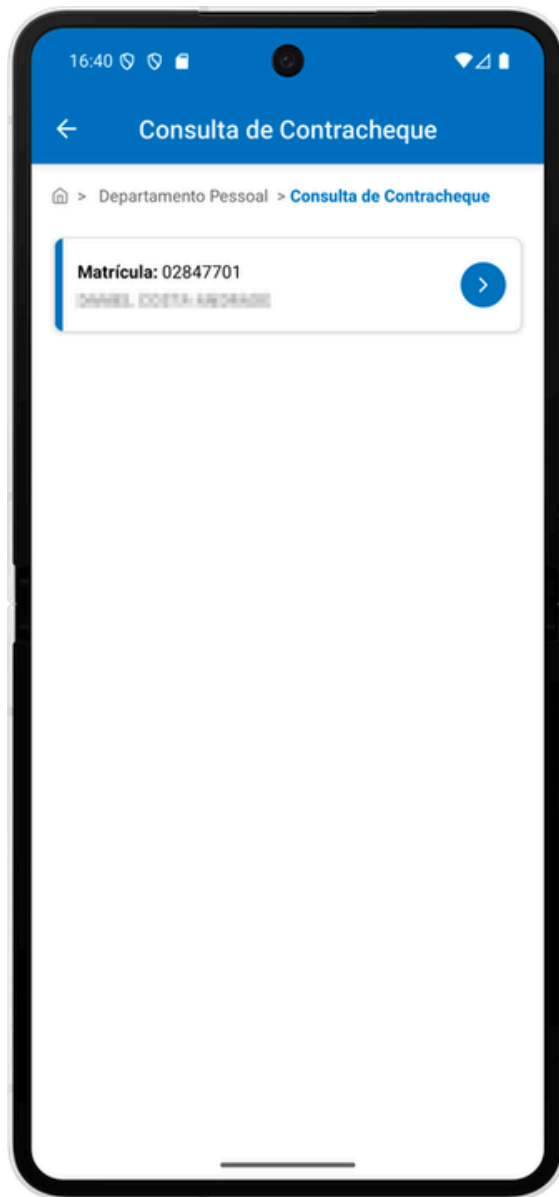 16:40
Consulta de Contracheque
> Departamento Pessoal > Consulta de Contracheque
Matrícula: 02847701